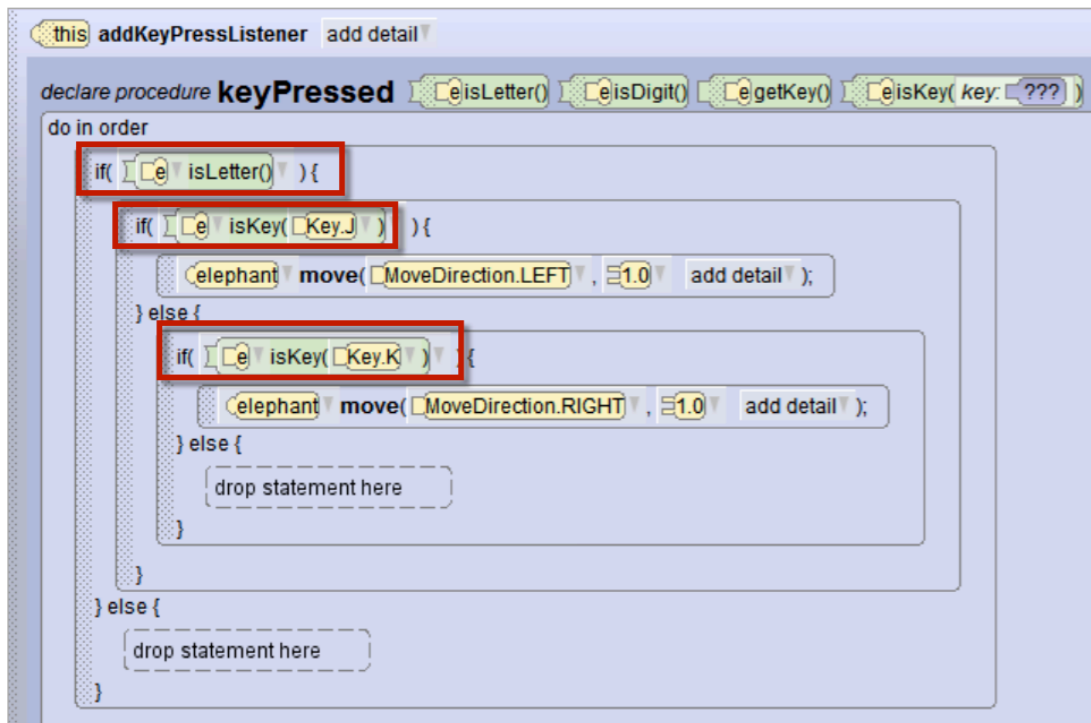 this addKeyPressListener add detail
declare procedure keyPressed e isLetter() e isDigit() e getKey() e isKey( key: ??? )
do in order
if( e isLetter() ) {
if( e isKey( Key.J ) ) {
elephant move( MoveDirection.LEFT , 1.0 add detail );
} else {
if( e isKey( Key.K ) ) {
elephant move( MoveDirection.RIGHT , 1.0 add detail );
} else {
drop statement here
}
}
} else {
drop statement here
}